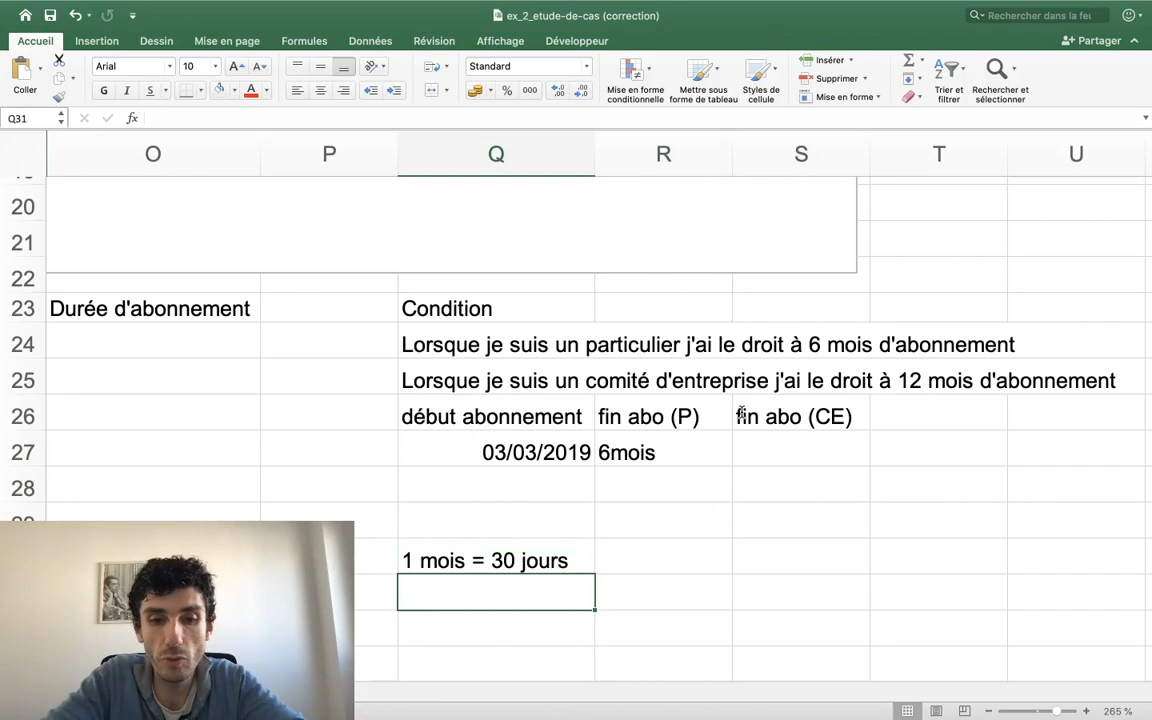 ex_2_etude-de-cas (correction)
Rechercher dans la feu
Accueil Insertion Dessin Mise en page Formules Données Révision Affichage Développeur Partager
Coller
Arial 10
G I S
Standard
% 000
Mise en forme conditionnelle
Mettre sous forme de tableau
Styles de cellule
Insérer
Supprimer
Mise en forme
Trier et filtrer
Rechercher et sélectionner
Q31 fx
O P Q R S T U
20
21
22
23 Durée d'abonnement Condition
24 Lorsque je suis un particulier j'ai le droit à 6 mois d'abonnement
25 Lorsque je suis un comité d'entreprise j'ai le droit à 12 mois d'abonnement
26 début abonnement fin abo (P) fin abo (CE)
27 03/03/2019 6mois
28
1 mois = 30 jours
265 %